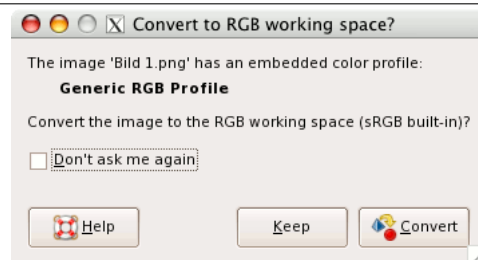 Convert to RGB working space?
The image 'Bild 1.png' has an embedded color profile:
Generic RGB Profile
Convert the image to the RGB working space (sRGB built-in)?
Don't ask me again
Help Keep Convert